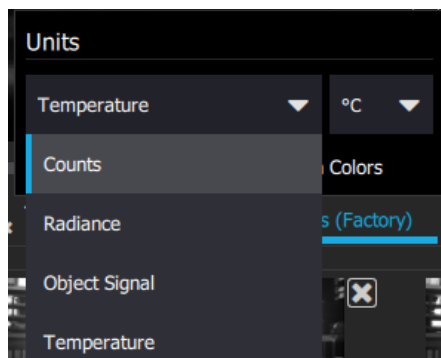 Units
Temperature
°C
Counts
Colors
Radiance
(Factory)
Object Signal
Temperature